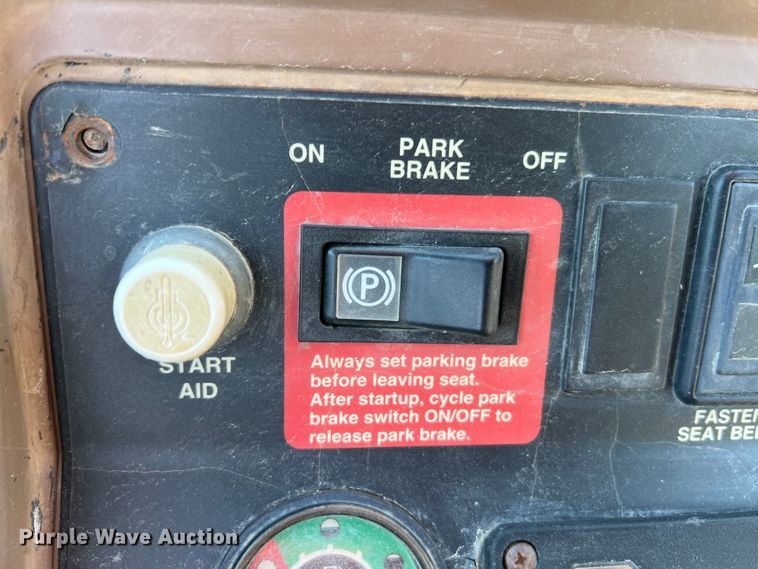 ON
PARK
BRAKE
OFF
P
START
AID
Always set parking brake
before leaving seat.
After startup, cycle park
brake switch ON/OFF to
release park brake.
FASTEN
SEAT BEL
Purple Wave Auction